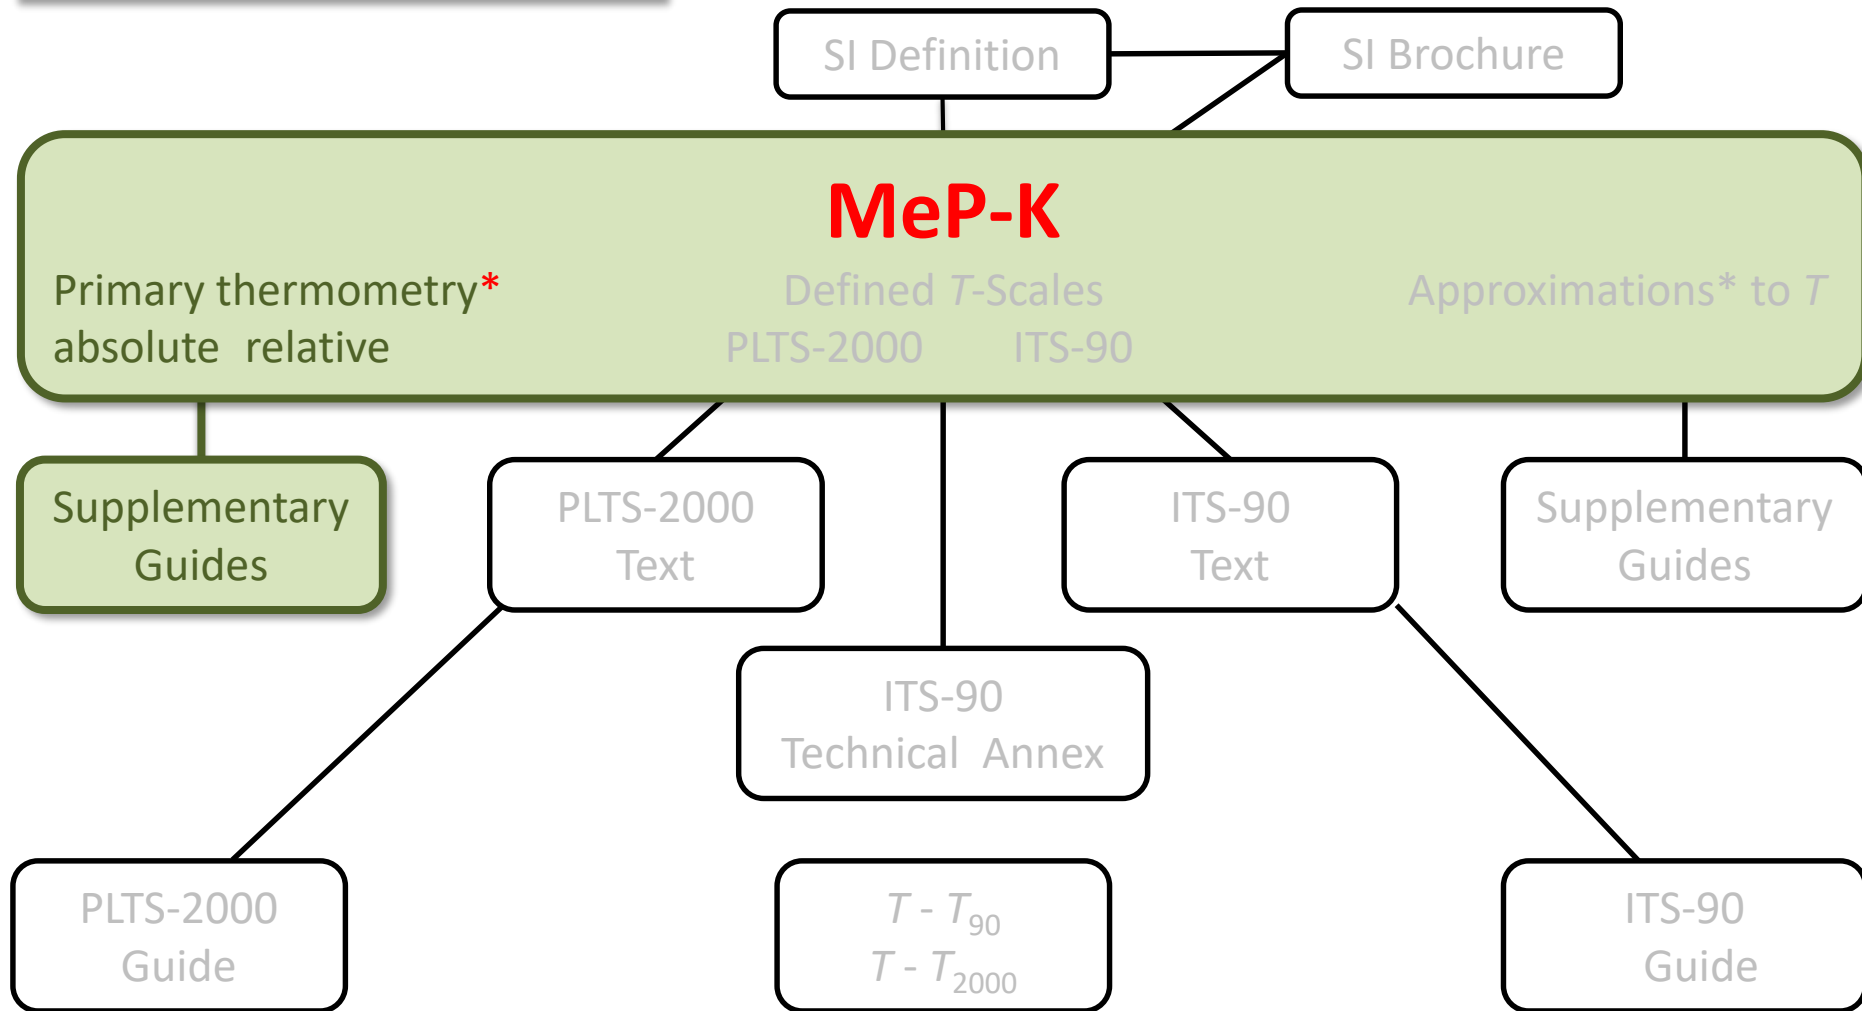 SI Definition
SI Brochure
MeP-K
Primary thermometry*
absolute relative
Defined T-Scales
PLTS-2000 ITS-90
Approximations* to T
Supplementary
Guides
PLTS-2000
Text
ITS-90
Text
Supplementary
Guides
ITS-90
Technical Annex
PLTS-2000
Guide
T - T90
T - T2000
ITS-90
Guide